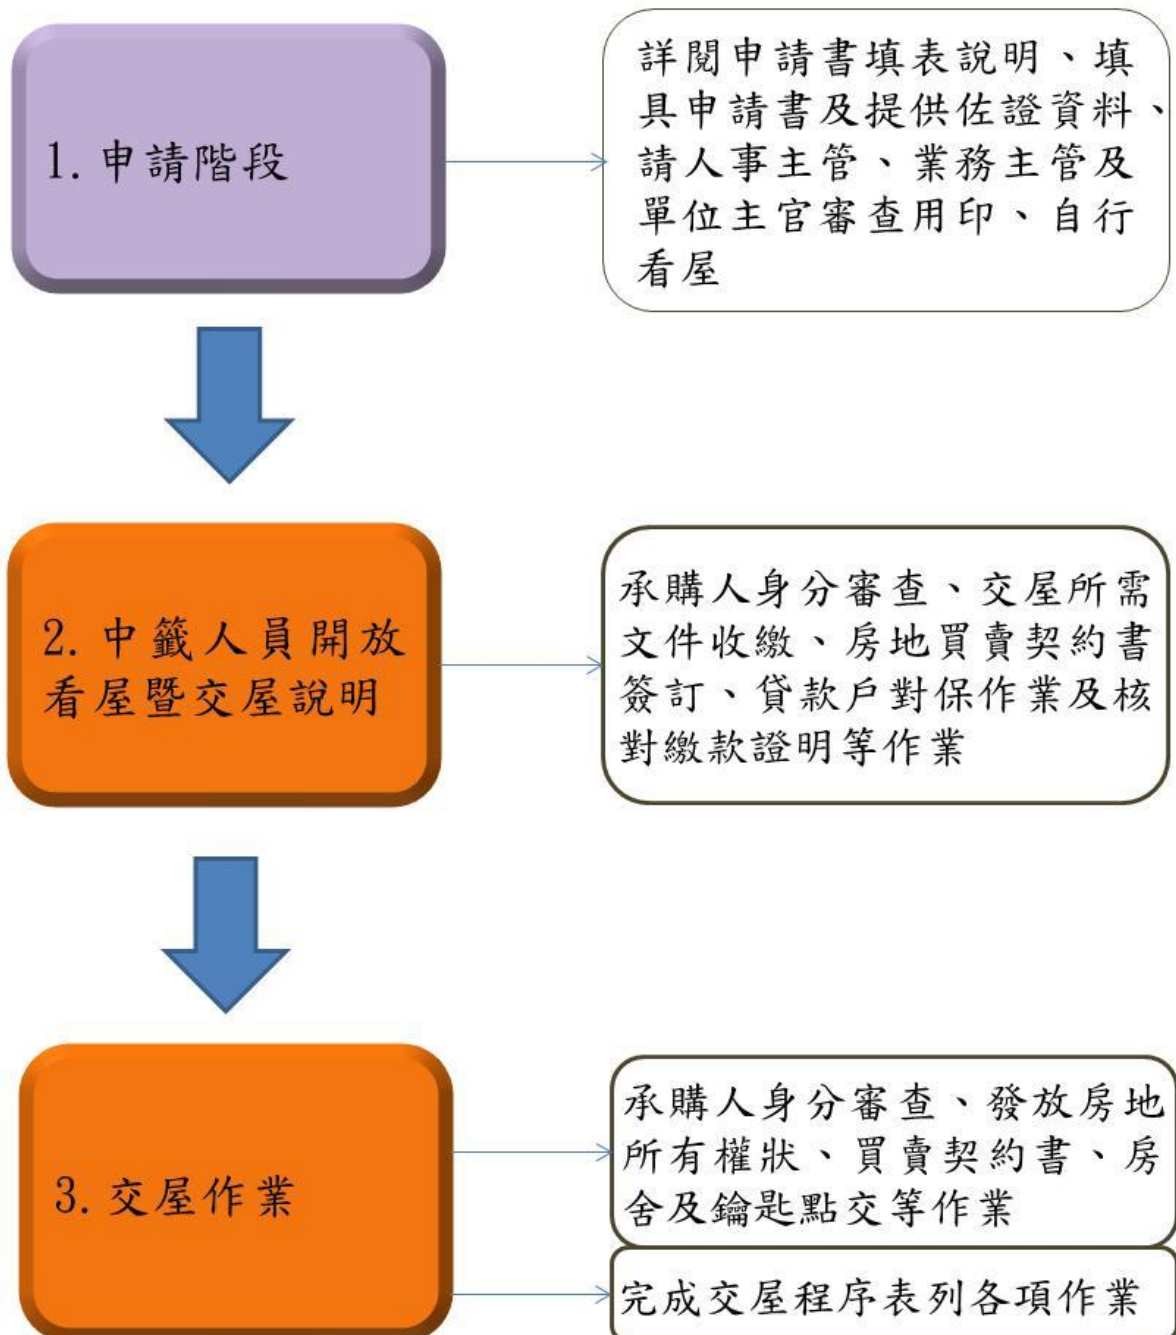 1. 申請階段
詳閱申請書填表說明、填
具申請書及提供佐證資料、
請人事主管、業務主管及
單位主官審查用印、自行
看屋
2. 中籤人員開放
看屋暨交屋說明
承購人身分審查、交屋所需
文件收繳、房地買賣契約書
簽訂、貸款戶對保作業及核
對繳款證明等作業
3. 交屋作業
承購人身分審查、發放房地
所有權狀、買賣契約書、房
舍及鑰匙點交等作業
完成交屋程序表列各項作業